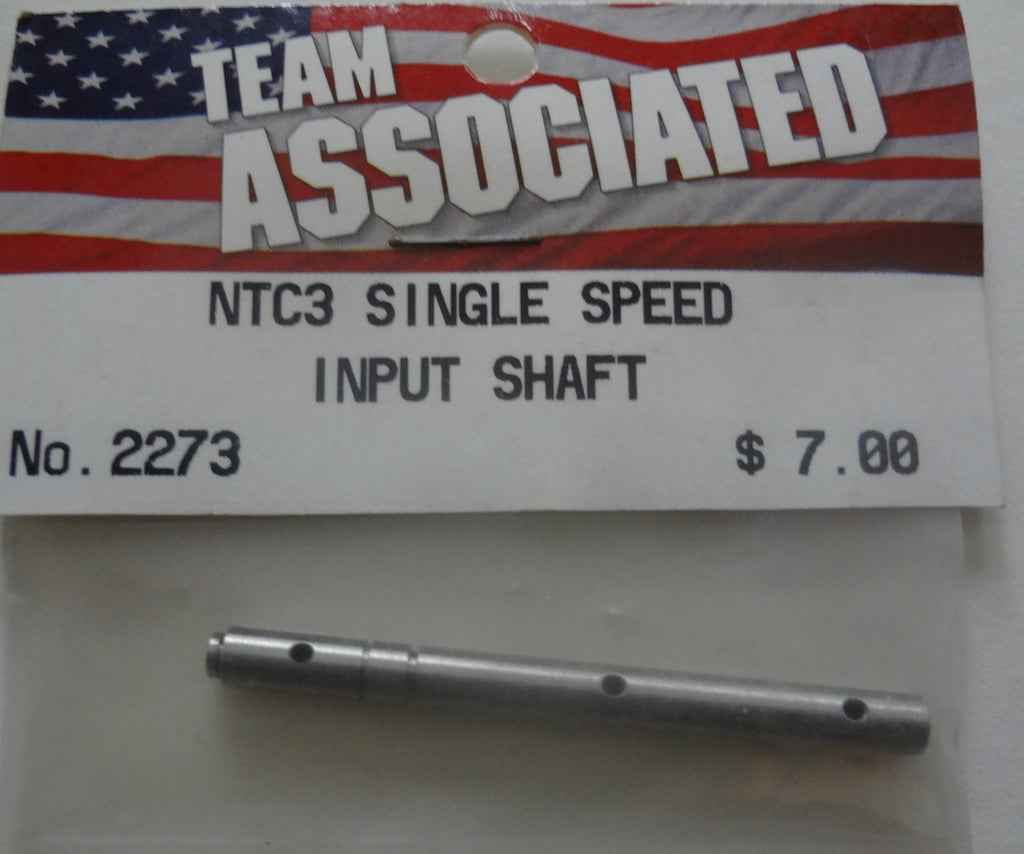 TEAM
ASSOCIATED
NTC3 SINGLE SPEED
INPUT SHAFT
No. 2273 $ 7.00